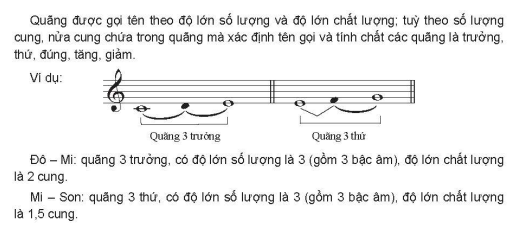 Quãng được gọi tên theo độ lớn số lượng và độ lớn chất lượng; tuỳ theo số lượng
cung, nửa cung chứa trong quãng mà xác định tên gọi và tính chất các quãng là trưởng,
thứ, đúng, tăng, giảm.
Ví dụ:
Quãng 3 trưởng Quãng 3 thứ
Đô – Mi: quãng 3 trưởng, có độ lớn số lượng là 3 (gồm 3 bậc âm), độ lớn chất lượng
là 2 cung.
Mi – Son: quãng 3 thứ, có độ lớn số lượng là 3 (gồm 3 bậc âm), độ lớn chất lượng
là 1,5 cung.